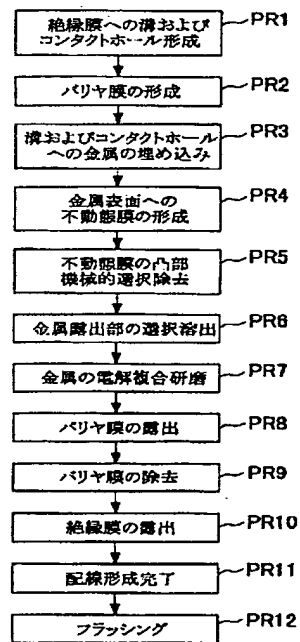 絶縁膜への溝および
コンタクトホール形成
PR1
バリヤ膜の形成
PR2
溝およびコンタクトホール
への金属の埋め込み
PR3
金属表面への
不動態膜の形成
PR4
不動態膜の凸部
機械的選択除去
PR5
金属露出部の選択溶出
PR6
金属の電解複合研磨
PR7
バリヤ膜の露出
PR8
バリヤ膜の除去
PR9
絶縁膜の露出
PR10
配線形成完了
PR11
フラッシング
PR12